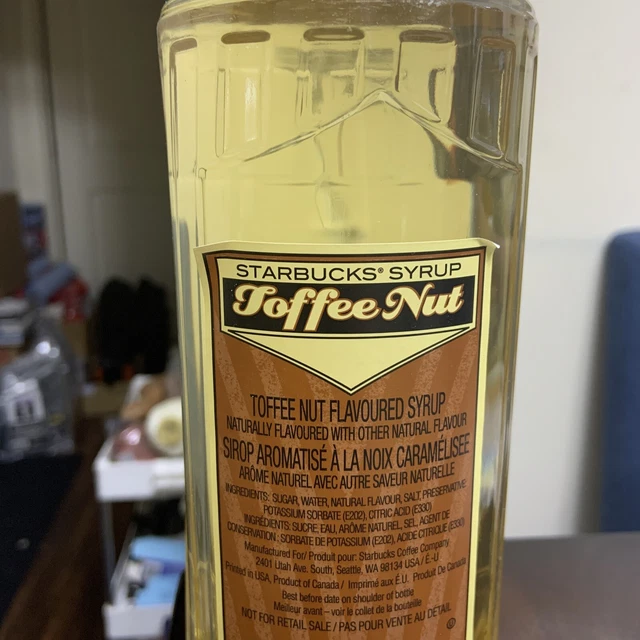 STARBUCKS® SYRUP
Toffee Nut
TOFFEE NUT FLAVOURED SYRUP
NATURALLY FLAVOURED WITH OTHER NATURAL FLAVOUR
SIROP AROMATISÉ À LA NOIX CARAMÉLISÉE
ARÔME NATUREL AVEC AUTRE SAVEUR NATURELLE
INGREDIENTS: SUGAR, WATER, NATURAL FLAVOUR, SALT, PRESERVATIVE
POTASSIUM SORBATE (E202), CITRIC ACID (E330)
INGRÉDIENTS: SUCRE, EAU, ARÔME NATUREL, SEL, AGENT DE
CONSERVATION : SORBATE DE POTASSIUM (E202), ACIDE CITRIQUE (E330)
Manufactured For/ Produit pour: Starbucks Coffee Company
2401 Utah Ave. South, Seattle, WA 98134 USA / É.-U.
Printed in USA, Product of Canada / Imprimé aux É.U. Produit De Canada
Best before date on shoulder of bottle
Meilleur avant – voir le collet de la bouteille
NOT FOR RETAIL SALE / PAS POUR VENTE AU DÉTAIL